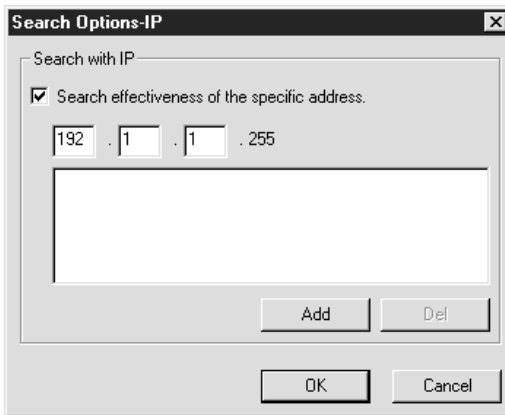 Search Options-IP
Search with IP
Search effectiveness of the specific address.
192 . 1 . 1 . 255
Add Del
OK Cancel